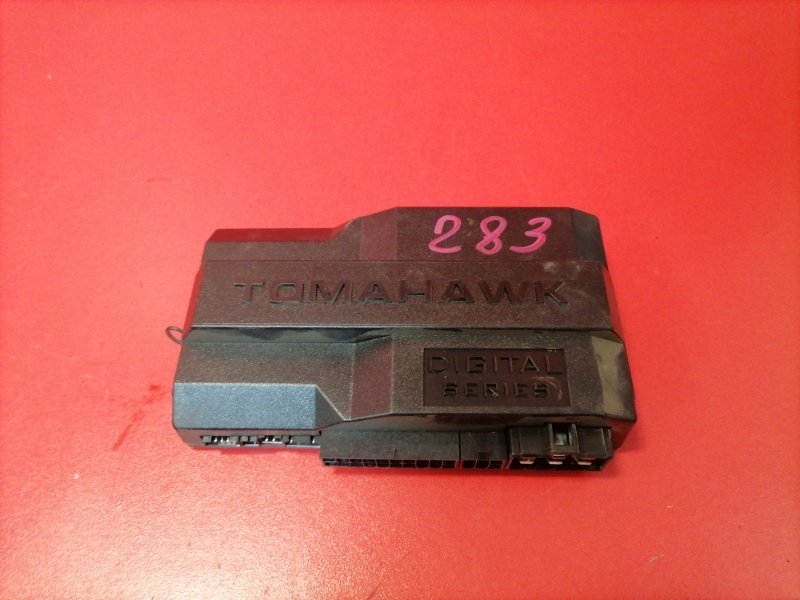 283
TOMAHAWK
DIGITAL
SERIES